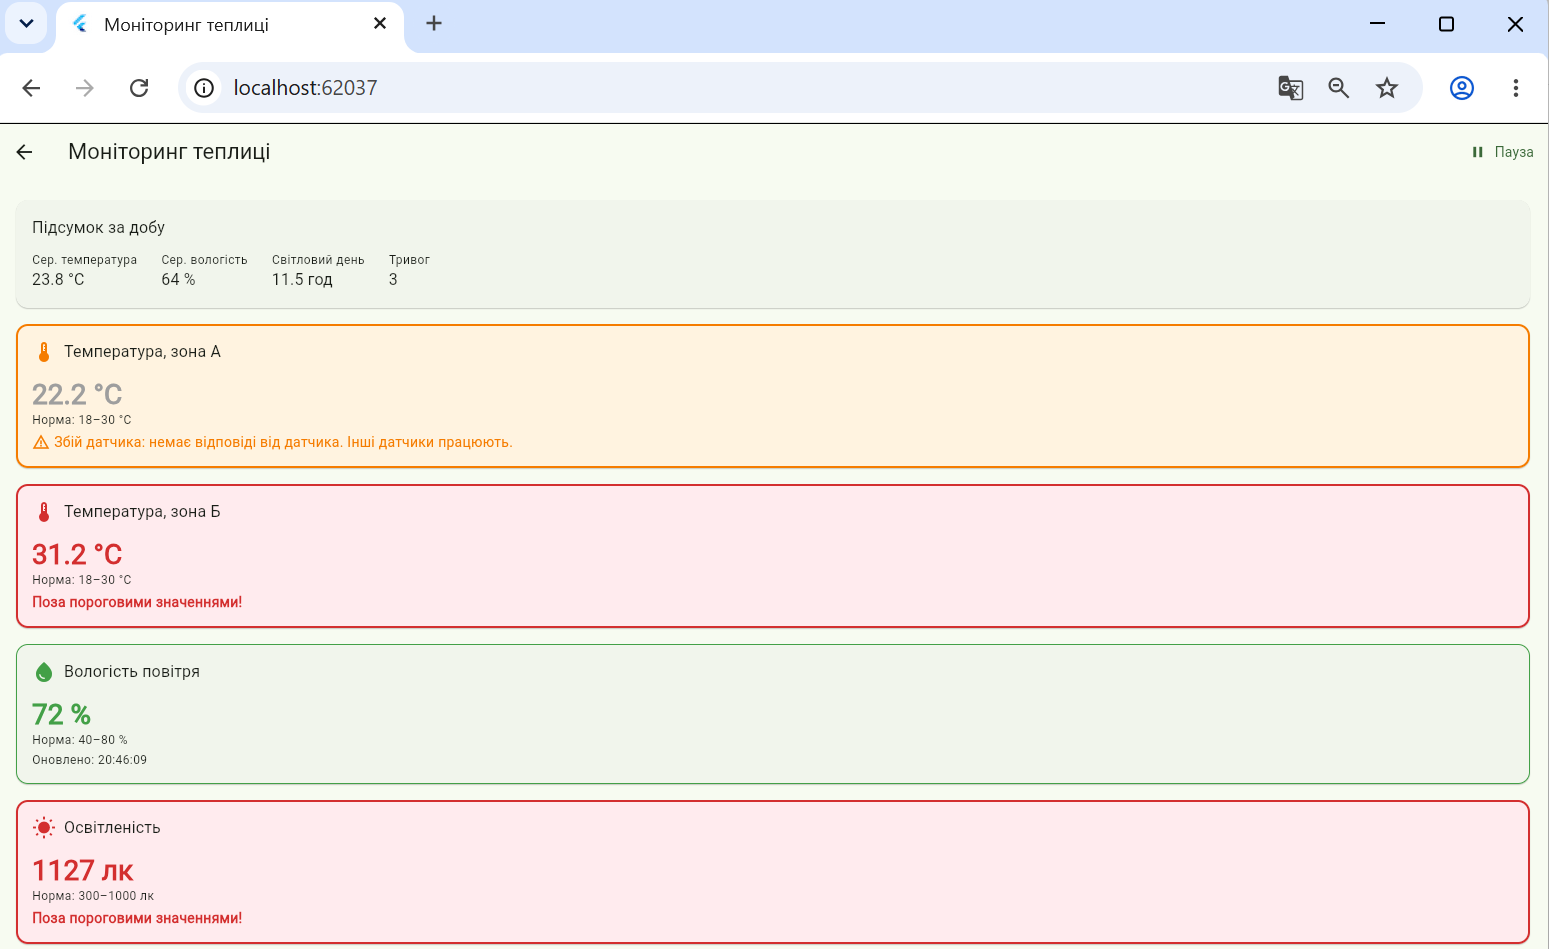 Моніторинг теплиці
localhost:62037
Моніторинг теплиці
Пауза
Підсумок за добу
Сер. температура Сер. вологість Світловий день Тривог
23.8 °C 64 % 11.5 год 3
Температура, зона А
22.2 °C
Норма: 18–30 °C
Збій датчика: немає відповіді від датчика. Інші датчики працюють.
Температура, зона Б
31.2 °C
Норма: 18–30 °C
Поза пороговими значеннями!
Вологість повітря
72 %
Норма: 40–80 %
Оновлено: 20:46:09
Освітленість
1127 лк
Норма: 300–1000 лк
Поза пороговими значеннями!